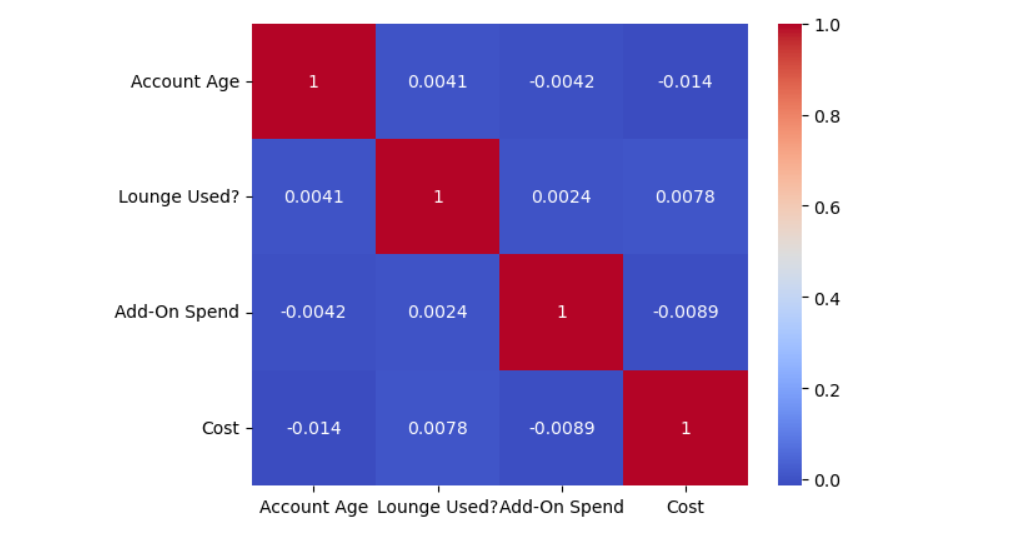 1.0
Account Age 1 0.0041 -0.0042 -0.014
0.8
Lounge Used? 0.0041 1 0.0024 0.0078
0.6
Add-On Spend -0.0042 0.0024 1 -0.0089
0.4
0.2
Cost -0.014 0.0078 -0.0089 1
0.0
Account Age Lounge Used? Add-On Spend Cost